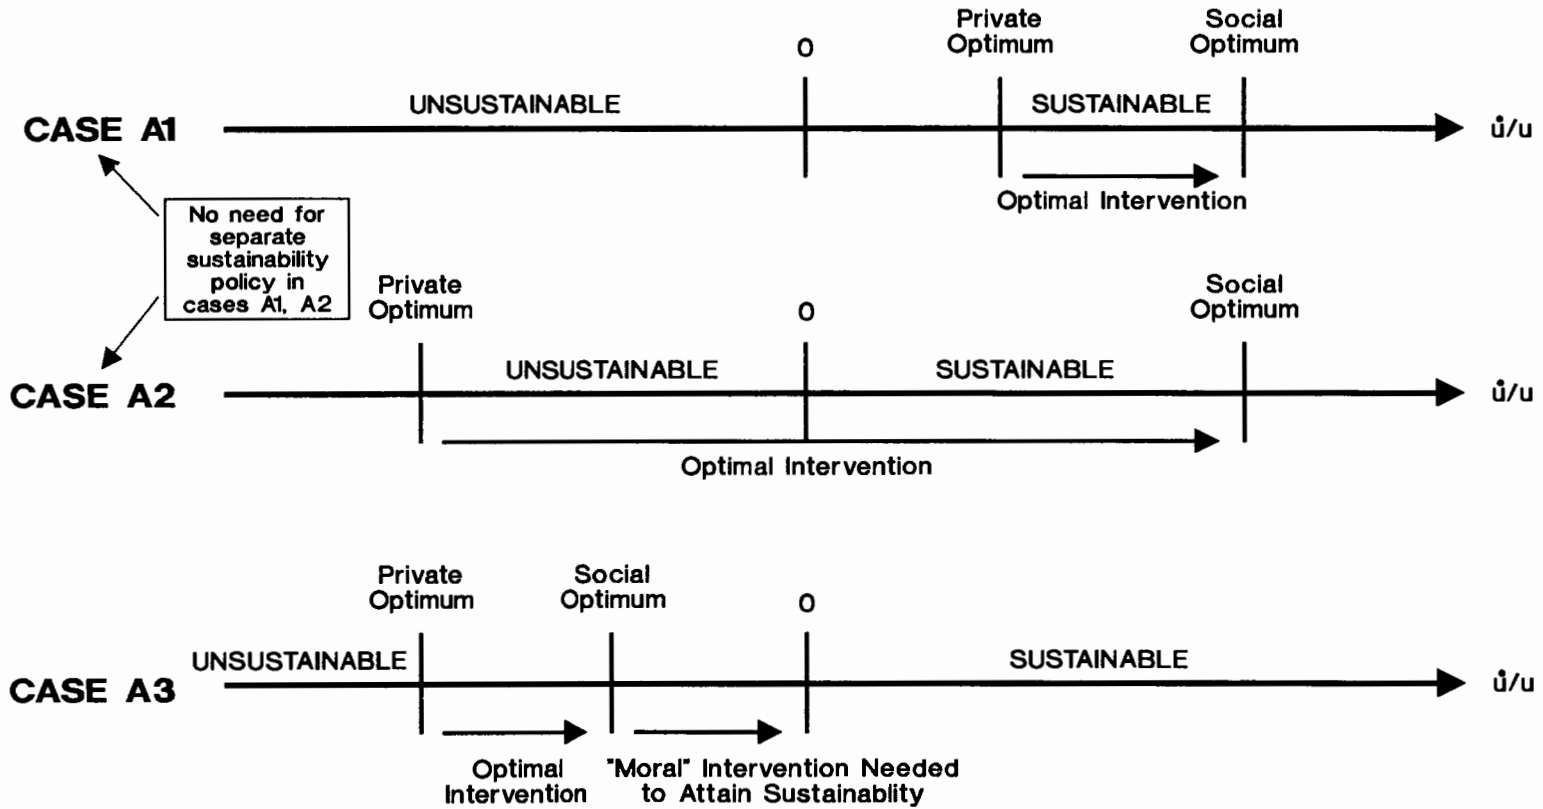 Private
Optimum
Social
Optimum
0
UNSUSTAINABLE
SUSTAINABLE
CASE A1
u̇/u
Optimal Intervention
No need for
separate
sustainability
policy in
cases A1, A2
Private
Optimum
0
Social
Optimum
UNSUSTAINABLE
SUSTAINABLE
CASE A2
u̇/u
Optimal Intervention
Private
Optimum
Social
Optimum
0
UNSUSTAINABLE
SUSTAINABLE
CASE A3
u̇/u
Optimal
Intervention
"Moral" Intervention Needed
to Attain Sustainablity